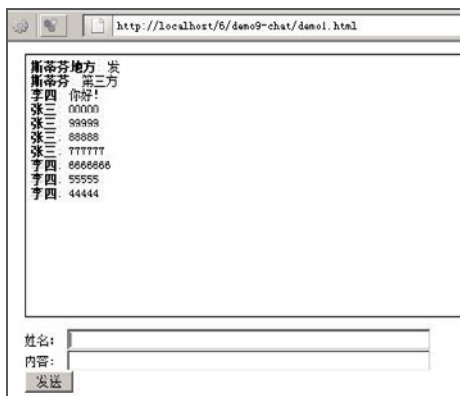 http://localhost/6/demo9-chat/demo1.html
斯蒂芬地方: 发
斯蒂芬: 第三方
李四: 你好!
张三: 00000
张三: 99999
张三: 88888
张三: 777777
李四: 6666666
李四: 55555
李四: 44444
姓名:
内容:
发送